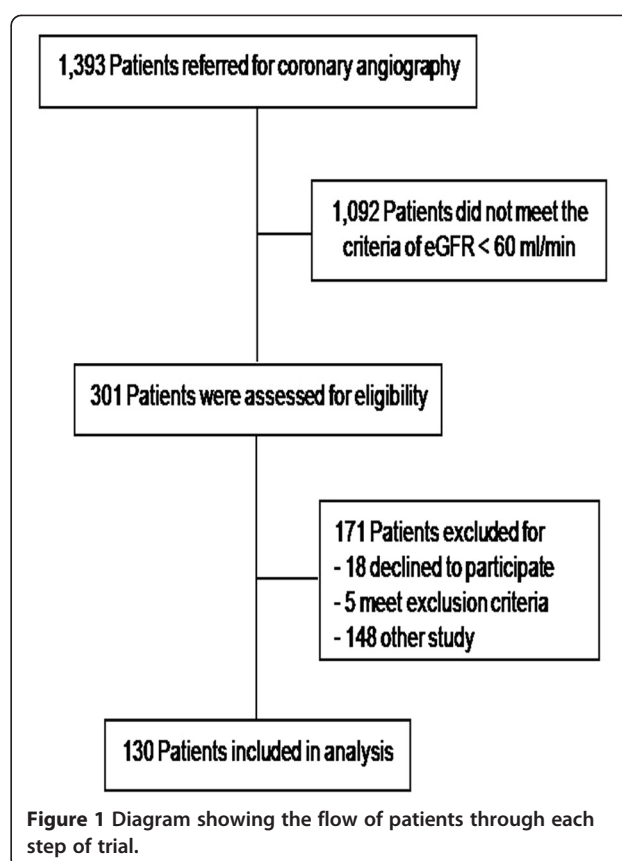 1,393 Patients referred for coronary angiography
1,092 Patients did not meet the
criteria of eGFR < 60 ml/min
301 Patients were assessed for eligibility
171 Patients excluded for
- 18 declined to participate
- 5 meet exclusion criteria
- 148 other study
130 Patients included in analysis
Figure 1 Diagram showing the flow of patients through each
step of trial.